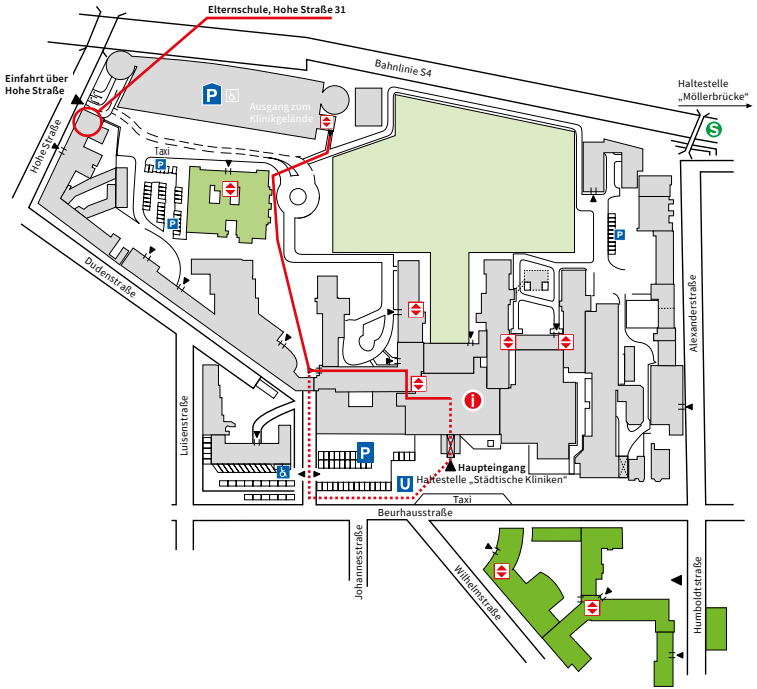 Elternschule, Hohe Straße 31
Bahnlinie S4
Einfahrt über
Hohe Straße
Haltestelle
„Möllerbrücke“
P
Ausgang zum
Klinikgelände
S
Hohe Straße
Taxi
P
P
P
Dudenstraße
Alexanderstraße
Luisenstraße
i
P
U
Haupteingang
Haltestelle „Städtische Kliniken“
Taxi
Beurhausstraße
Johannesstraße
Wilhelmstraße
Humboldtstraße